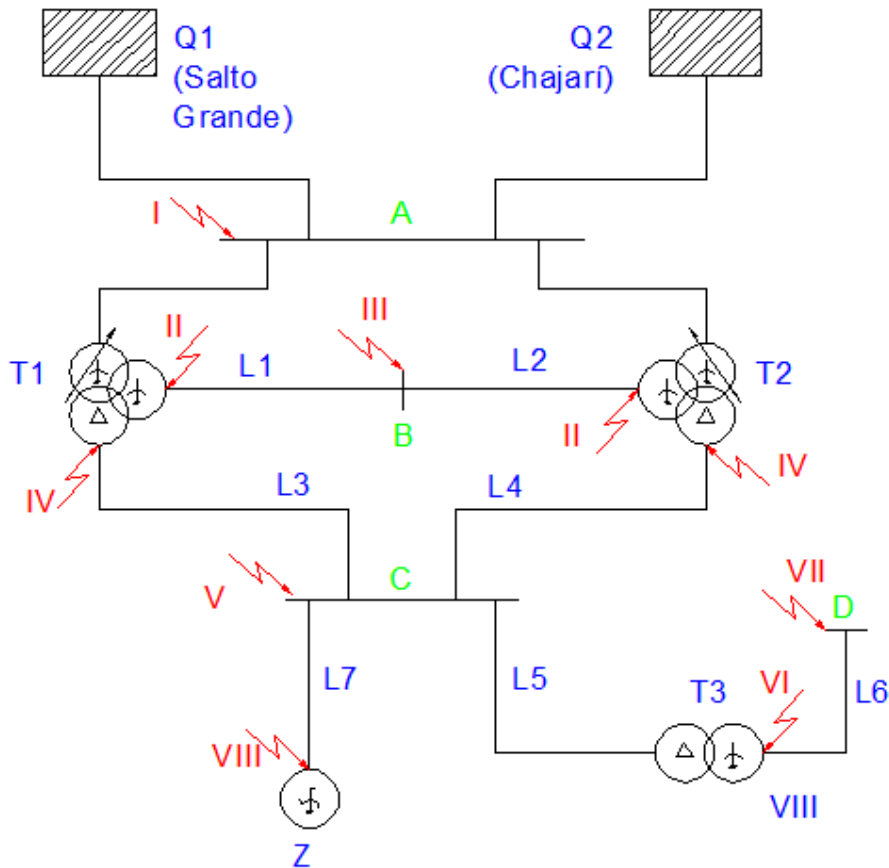 Q1
(Salto
Grande)
Q2
(Chajarí)
I
A
II
III
T1
L1
L2
T2
B
II
IV
IV
L3
L4
V
C
VII
D
L7
L5
T3
VI
L6
VIII
VIII
Z